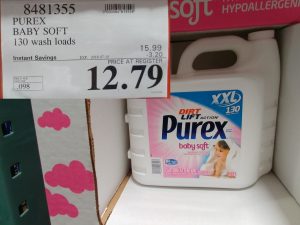 8481355
PUREX
BABY SOFT
130 wash loads
15.99
Instant Savings
-3.20
PRICE AT REGISTER
.098
12.79
soft
HYPOALLERGENI
XXL
130
DIRT
LIFT ACTION
Purex
baby soft